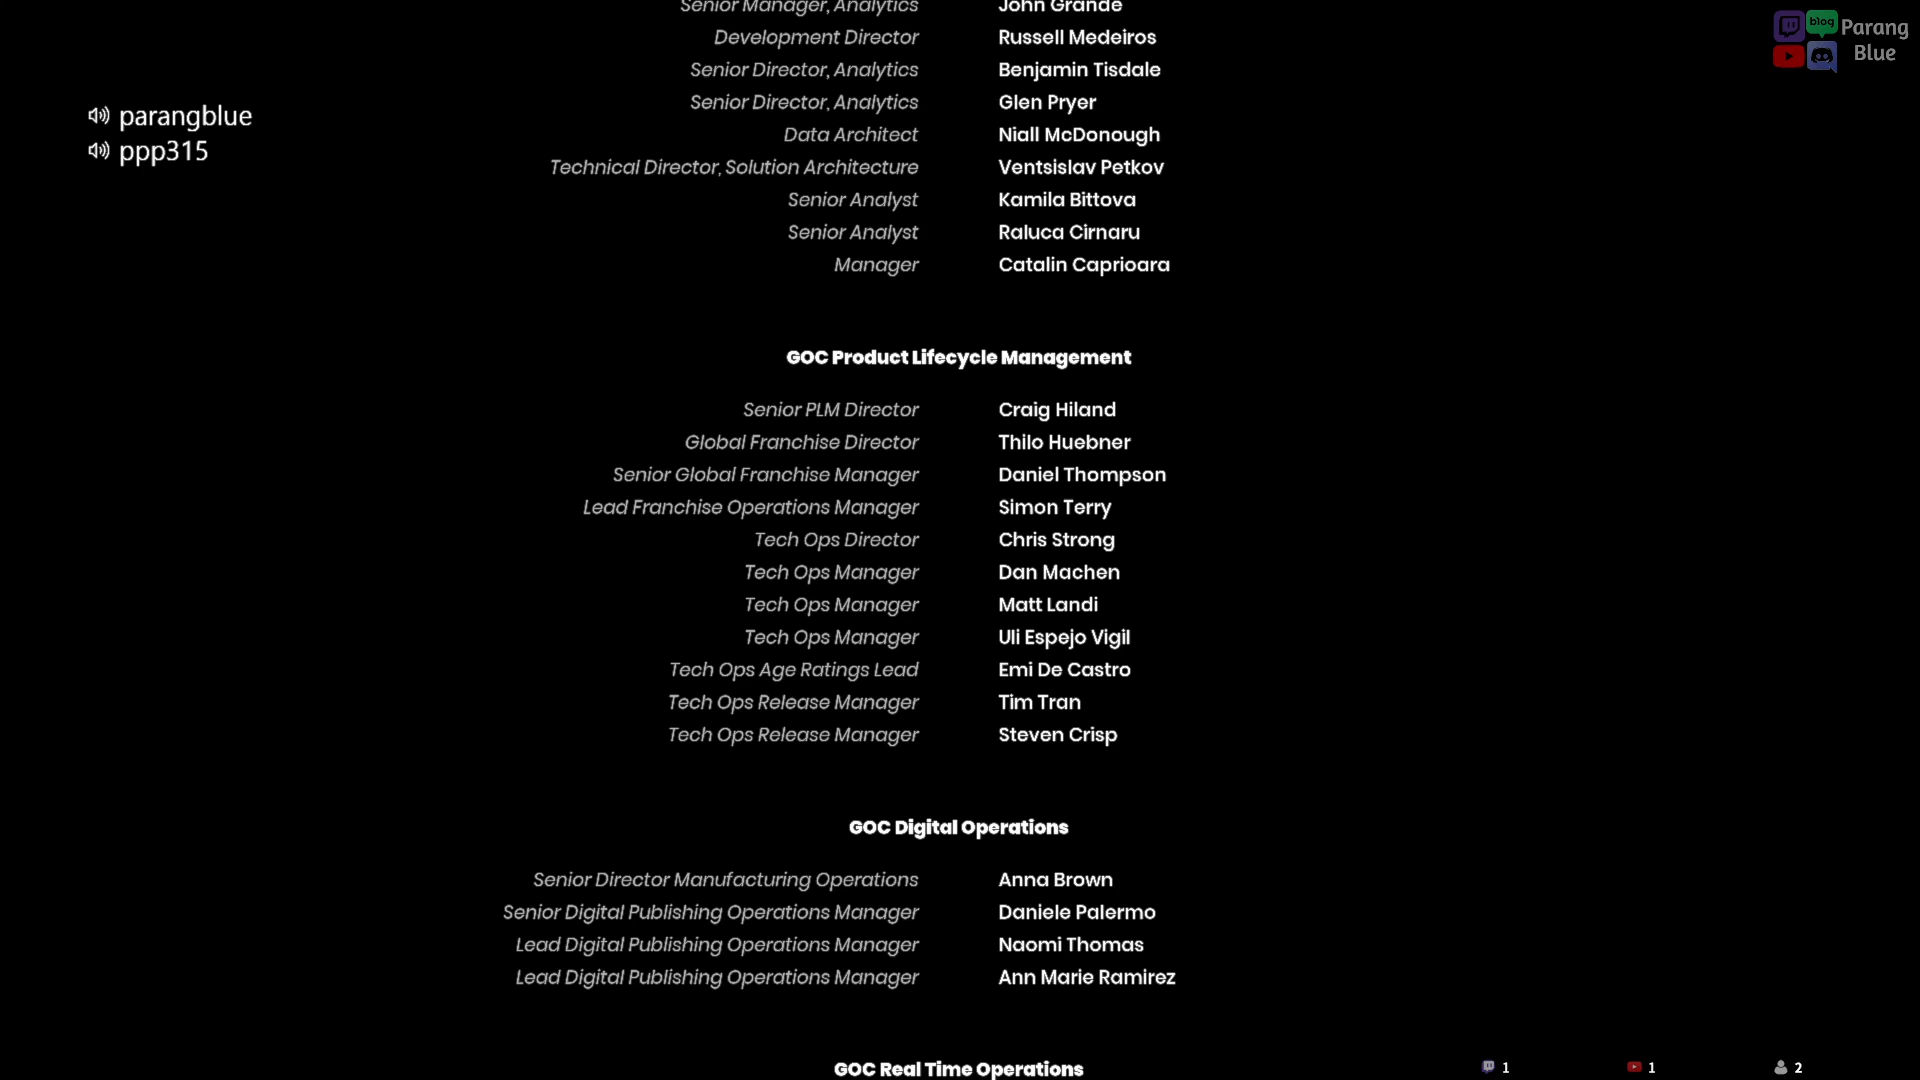 Senior Manager, Analytics John Grande
Development Director Russell Medeiros
Senior Director, Analytics Benjamin Tisdale
Senior Director, Analytics Glen Pryer
Data Architect Niall McDonough
Technical Director, Solution Architecture Ventsislav Petkov
Senior Analyst Kamila Bittova
Senior Analyst Raluca Cirnaru
Manager Catalin Caprioara
parangblue
ppp315
blog
Parang
Blue
GOC Product Lifecycle Management
Senior PLM Director Craig Hiland
Global Franchise Director Thilo Huebner
Senior Global Franchise Manager Daniel Thompson
Lead Franchise Operations Manager Simon Terry
Tech Ops Director Chris Strong
Tech Ops Manager Dan Machen
Tech Ops Manager Matt Landi
Tech Ops Manager Uli Espejo Vigil
Tech Ops Age Ratings Lead Emi De Castro
Tech Ops Release Manager Tim Tran
Tech Ops Release Manager Steven Crisp
GOC Digital Operations
Senior Director Manufacturing Operations Anna Brown
Senior Digital Publishing Operations Manager Daniele Palermo
Lead Digital Publishing Operations Manager Naomi Thomas
Lead Digital Publishing Operations Manager Ann Marie Ramirez
GOC Real Time Operations
1 1 2